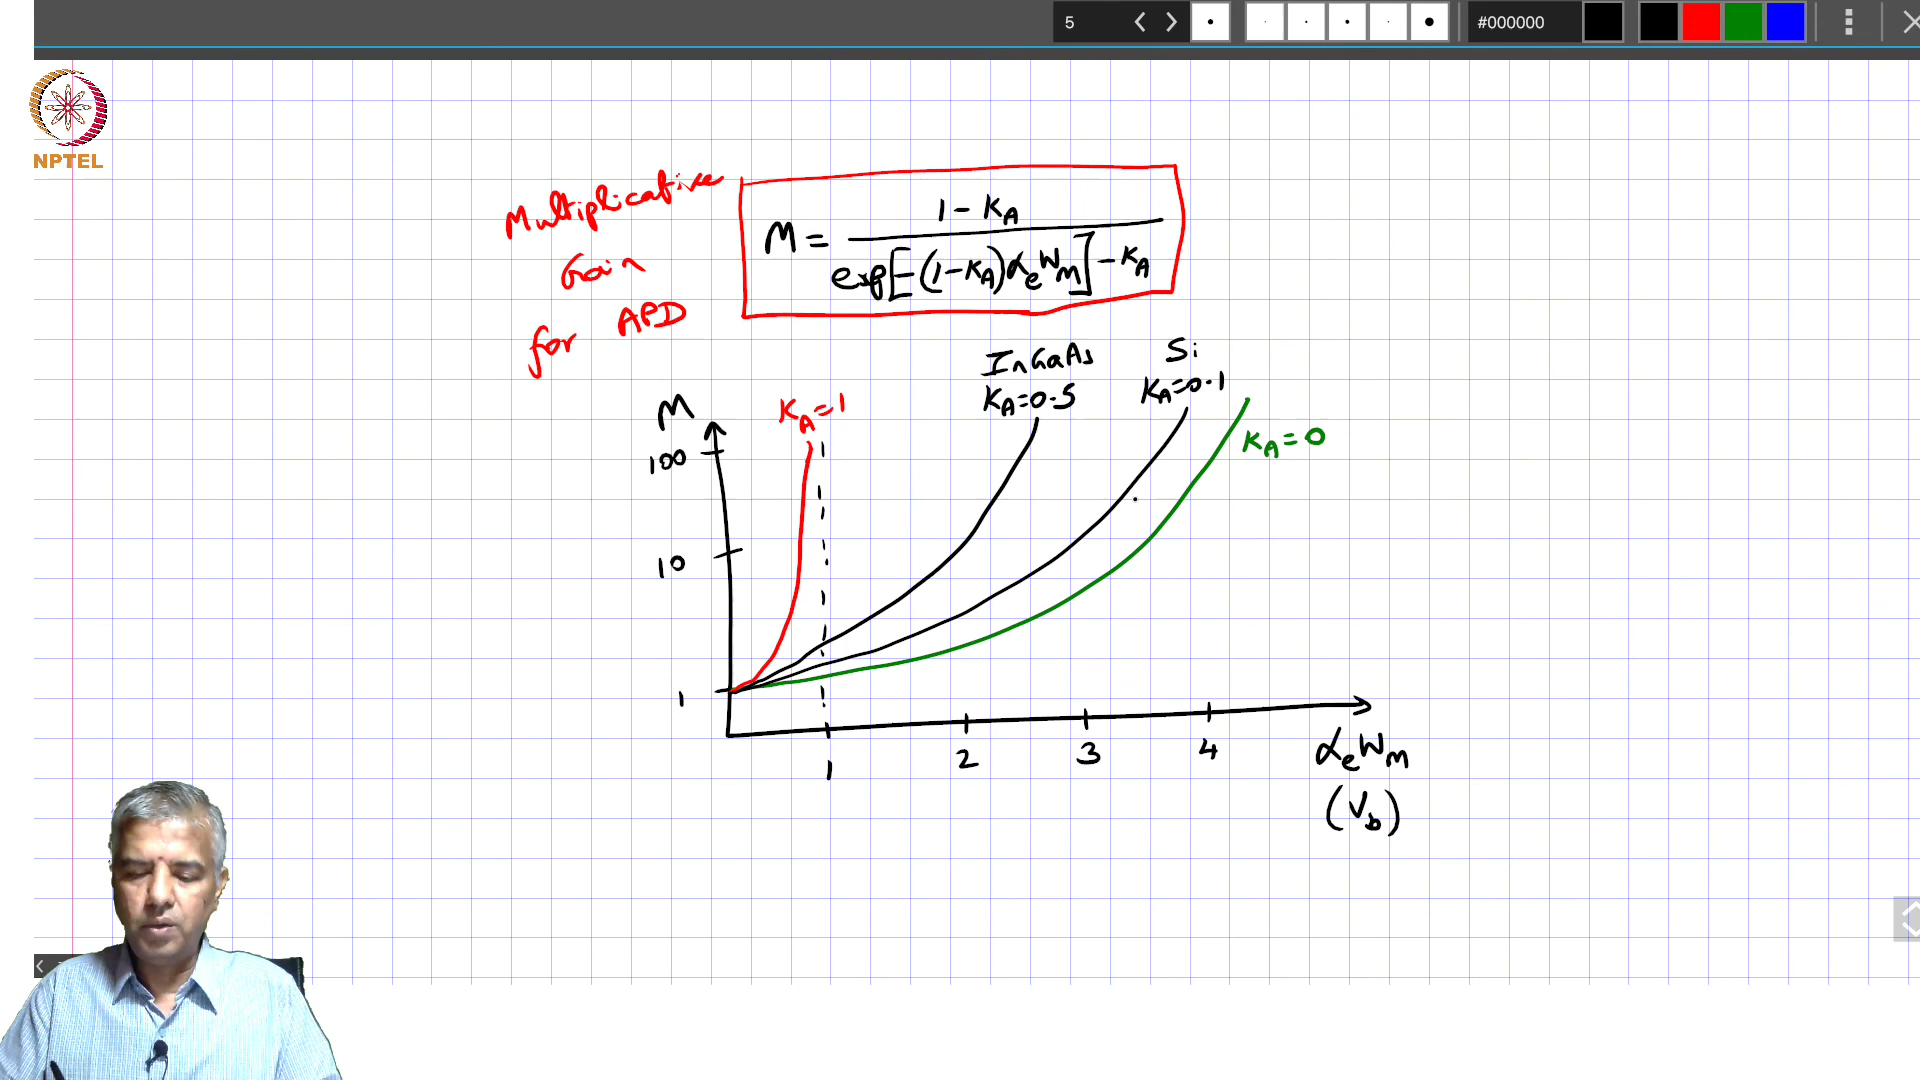 5
#000000
NPTEL
Multiplicative
Gain
for APD
M = 1 - K_A / exp[-(1-K_A)α_e W_m] - K_A
InGaAs
K_A=0.5
Si
K_A=0.1
K_A=1
K_A=0
M
100
10
1
1 2 3 4
α_e W_m
(V_b)